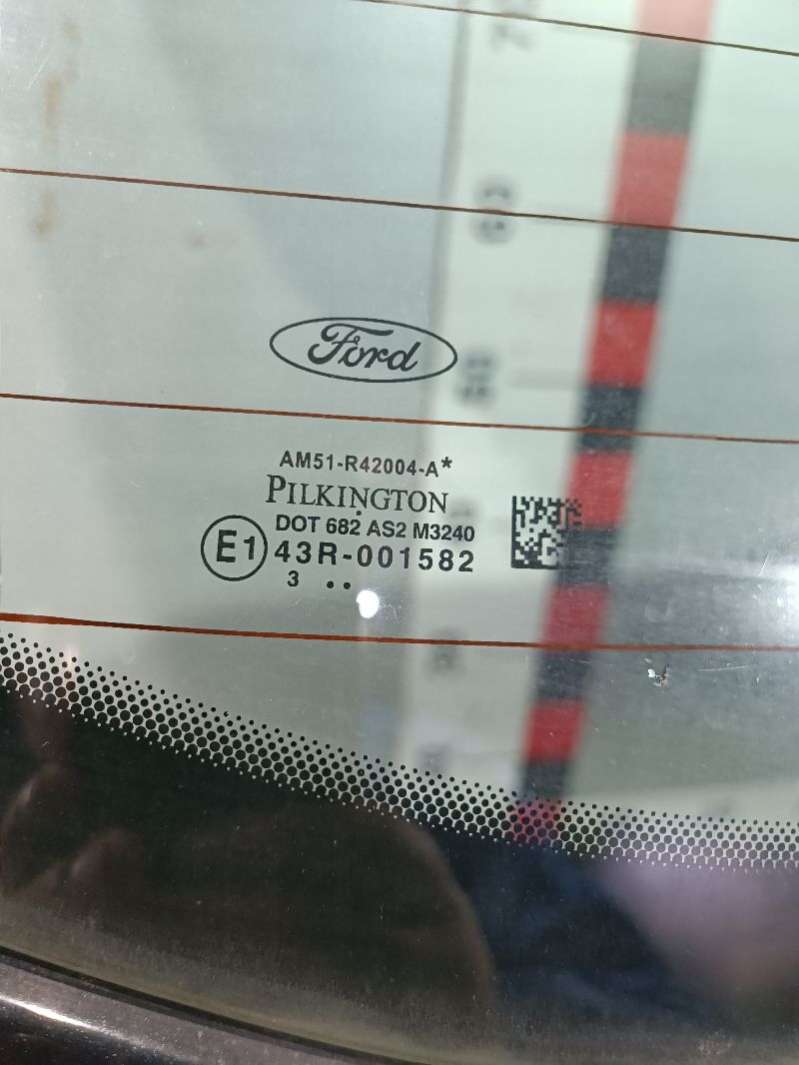 Ford
AM51-R42004-A*
PILKINGTON
DOT 682 AS2 M3240
E1 43R-001582
3 ..